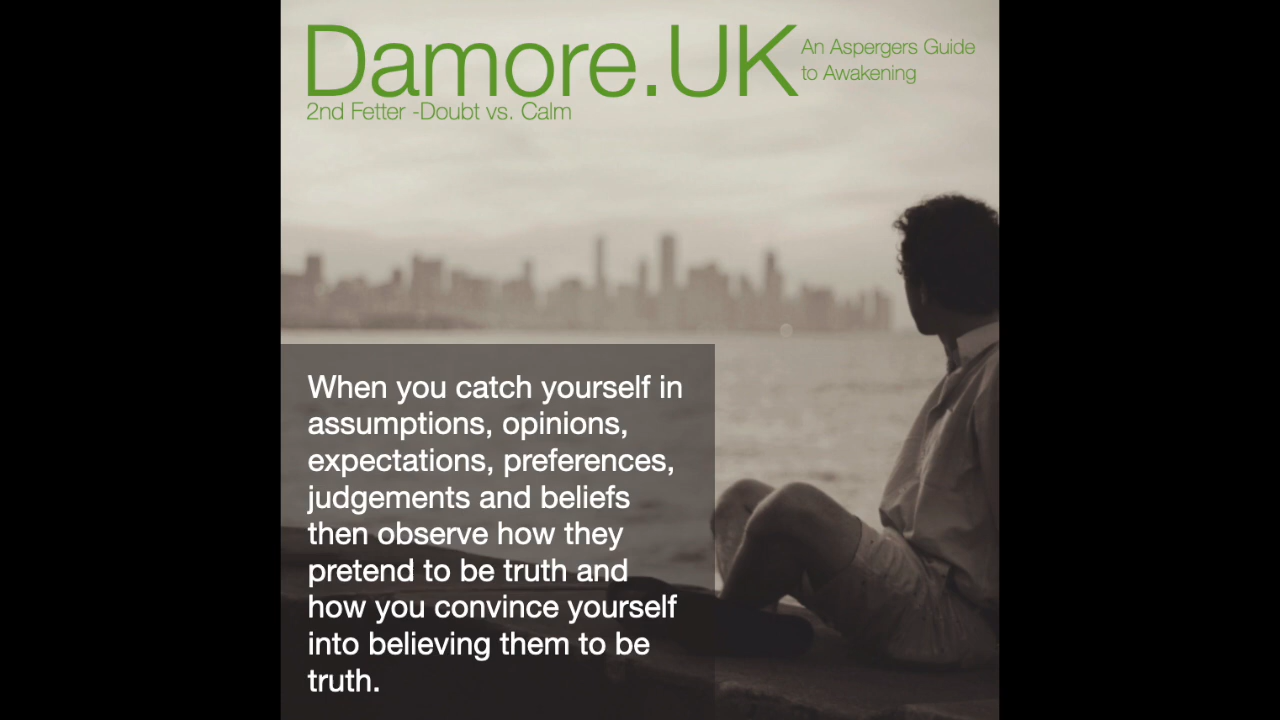 Damore.UK
An Aspergers Guide
to Awakening
2nd Fetter -Doubt vs. Calm
When you catch yourself in
assumptions, opinions,
expectations, preferences,
judgements and beliefs
then observe how they
pretend to be truth and
how you convince yourself
into believing them to be
truth.